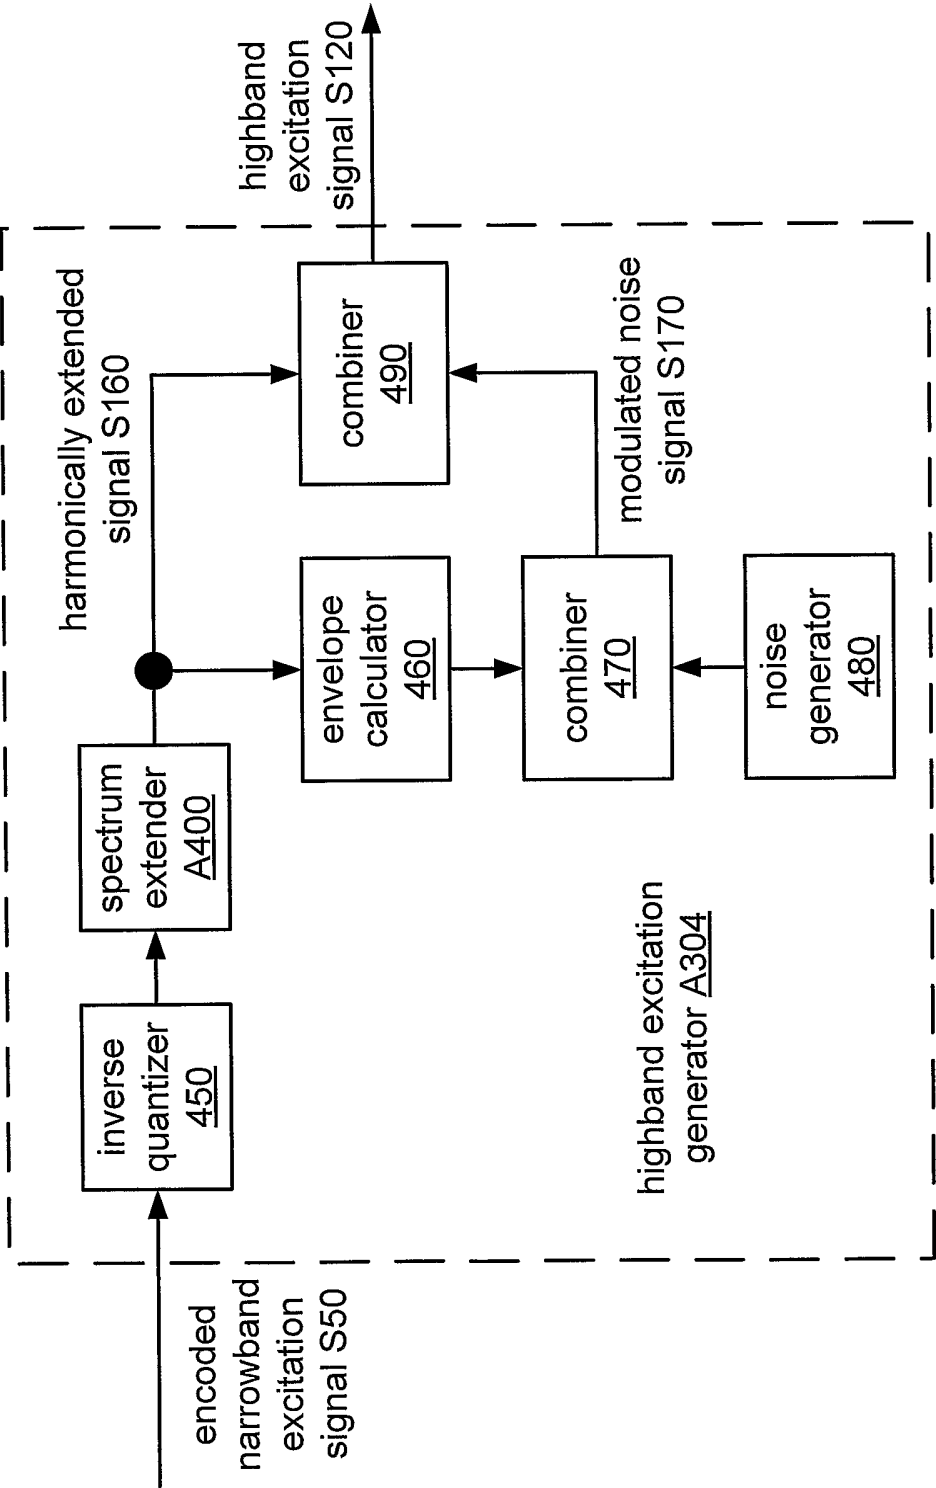 encoded
narrowband
excitation
signal S50
inverse
quantizer
450
spectrum
extender
A400
harmonically extended
signal S160
envelope
calculator
460
combiner
470
noise
generator
480
modulated noise
signal S170
combiner
490
highband
excitation
signal S120
highband excitation
generator A304